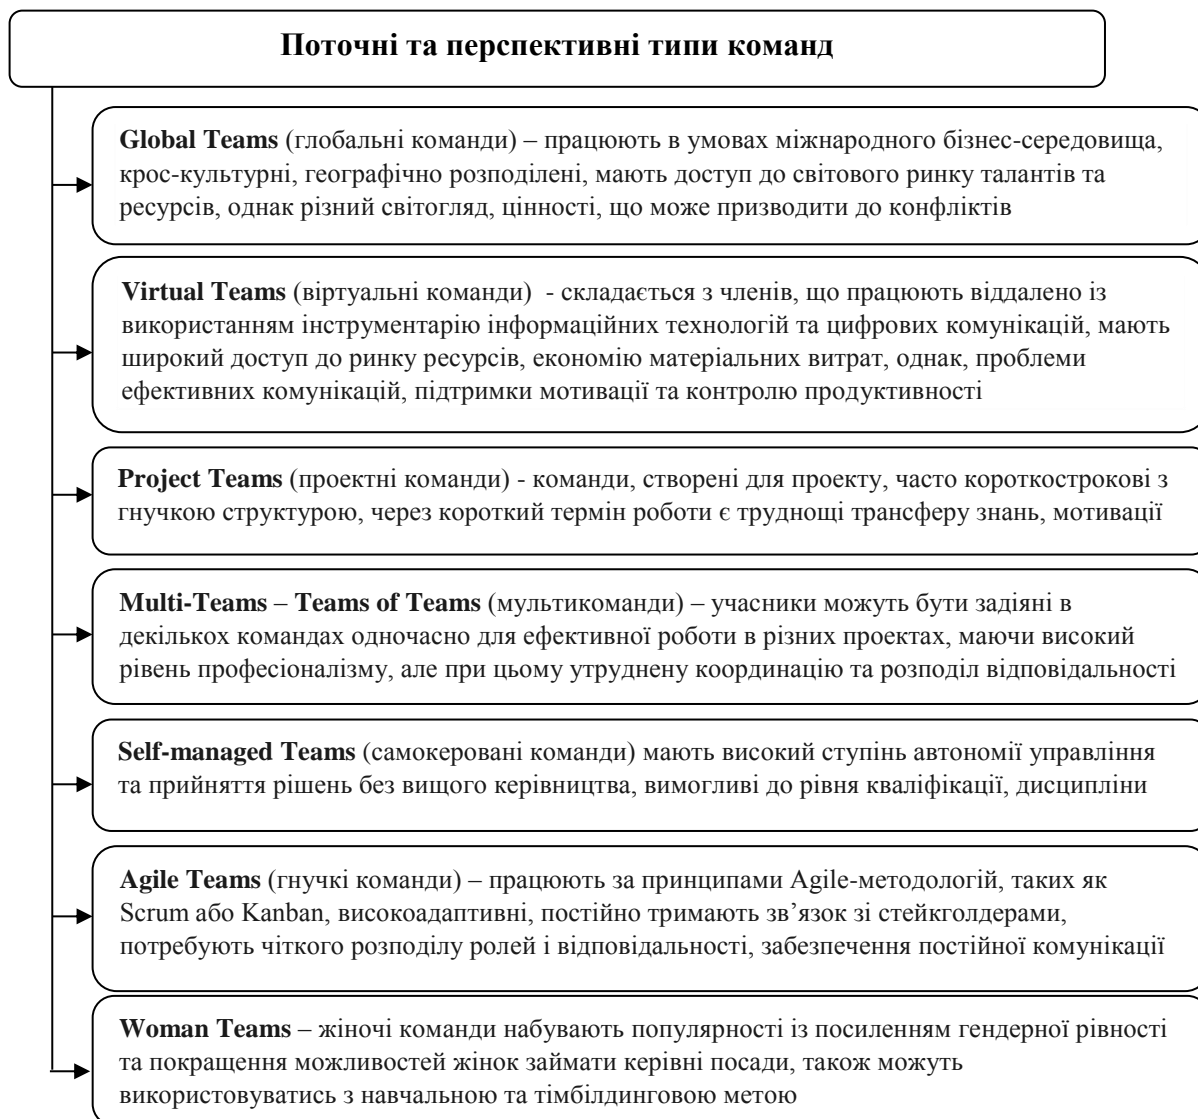 Поточні та перспективні типи команд
Global Teams (глобальні команди) – працюють в умовах міжнародного бізнес-середовища,
крос-культурні, географічно розподілені, мають доступ до світового ринку талантів та
ресурсів, однак різний світогляд, цінності, що може призводити до конфліктів
Virtual Teams (віртуальні команди) - складається з членів, що працюють віддалено із
використанням інструментарію інформаційних технологій та цифрових комунікацій, мають
широкий доступ до ринку ресурсів, економію матеріальних витрат, однак, проблеми
ефективних комунікацій, підтримки мотивації та контролю продуктивності
Project Teams (проектні команди) - команди, створені для проекту, часто короткострокові з
гнучкою структурою, через короткий термін роботи є труднощі трансферу знань, мотивації
Multi-Teams – Teams of Teams (мультикоманди) – учасники можуть бути задіяні в
декількох командах одночасно для ефективної роботи в різних проектах, маючи високий
рівень професіоналізму, але при цьому утруднену координацію та розподіл відповідальності
Self-managed Teams (самокеровані команди) мають високий ступінь автономії управління
та прийняття рішень без вищого керівництва, вимогливі до рівня кваліфікації, дисципліни
Agile Teams (гнучкі команди) – працюють за принципами Agile-методологій, таких як
Scrum або Kanban, високоадаптивні, постійно тримають зв’язок зі стейкголдерами,
потребують чіткого розподілу ролей і відповідальності, забезпечення постійної комунікації
Woman Teams – жіночі команди набувають популярності із посиленням гендерної рівності
та покращення можливостей жінок займати керівні посади, також можуть
використовуватись з навчальною та тімбілдинговою метою